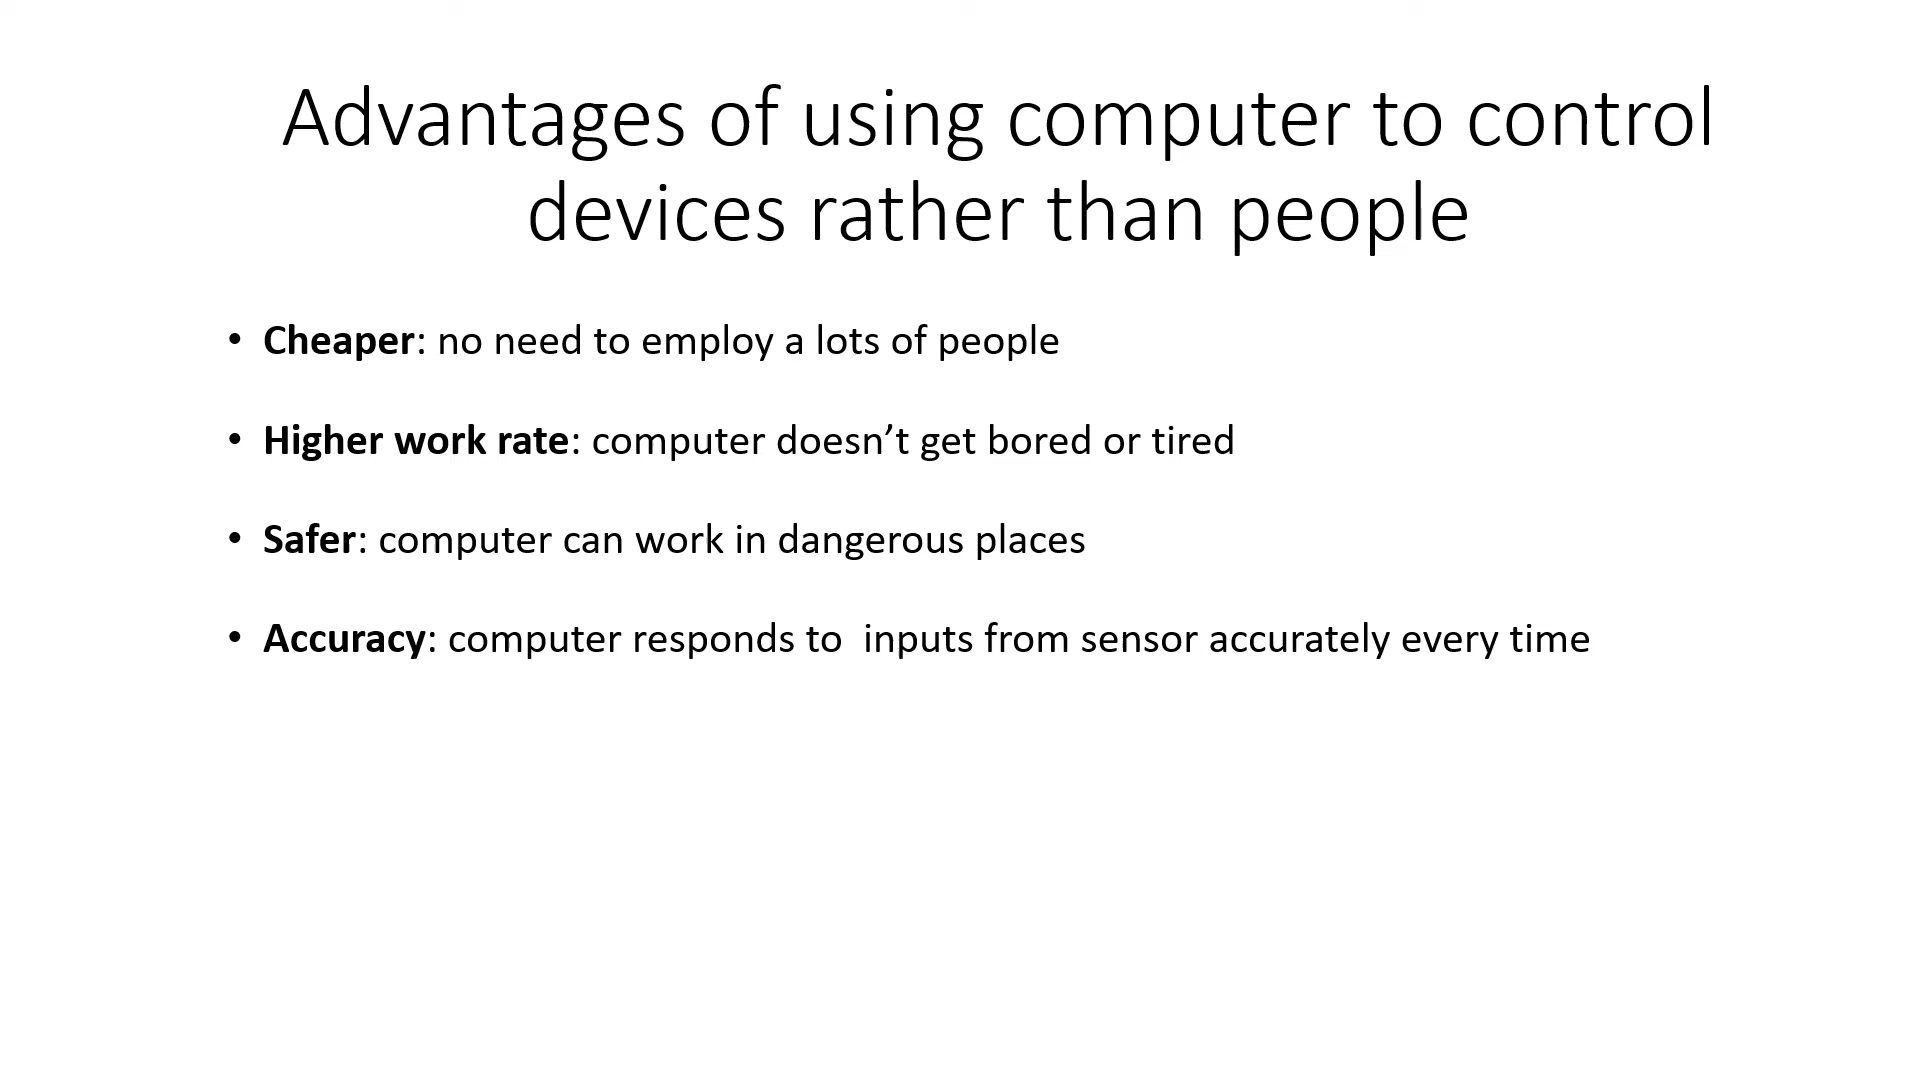 Advantages of using computer to control
devices rather than people
• Cheaper: no need to employ a lots of people
• Higher work rate: computer doesn’t get bored or tired
• Safer: computer can work in dangerous places
• Accuracy: computer responds to  inputs from sensor accurately every time